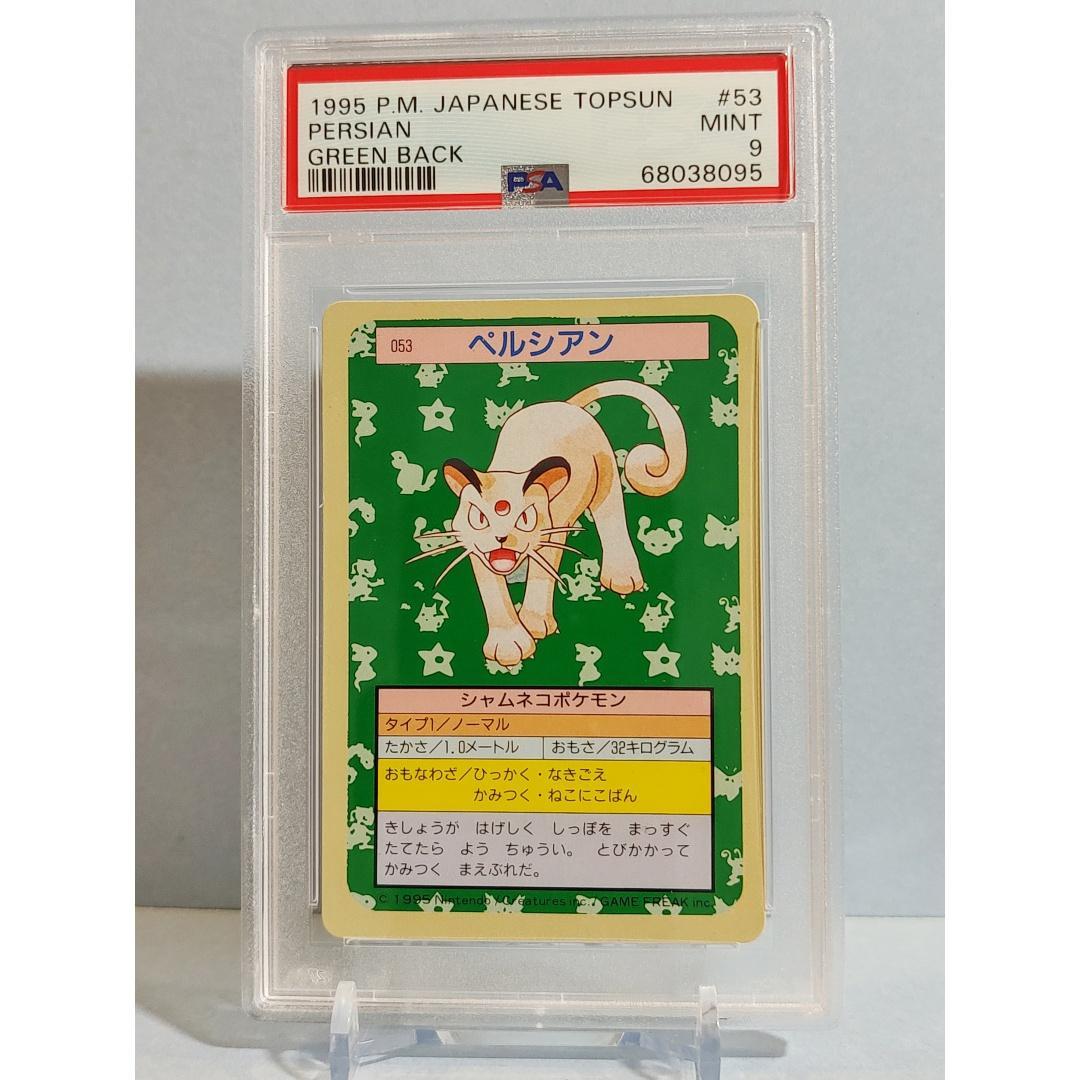 1995 P.M. JAPANESE TOPSUN #53
PERSIAN MINT
GREEN BACK 9
PSA 68038095
053 ペルシアン
シャムネコポケモン
タイプ1/ノーマル
たかさ/1.0メートル おもさ/32キログラム
おもなわざ/ひっかく・なきごえ
かみつく・ねこにこばん
きしょうが はげしく しっぽを まっすぐ
たてたら よう ちゅうい。 とびかかって
かみつく まえぶれだ。
© 1995 Nintendo / Creatures inc. / GAME FREAK inc.